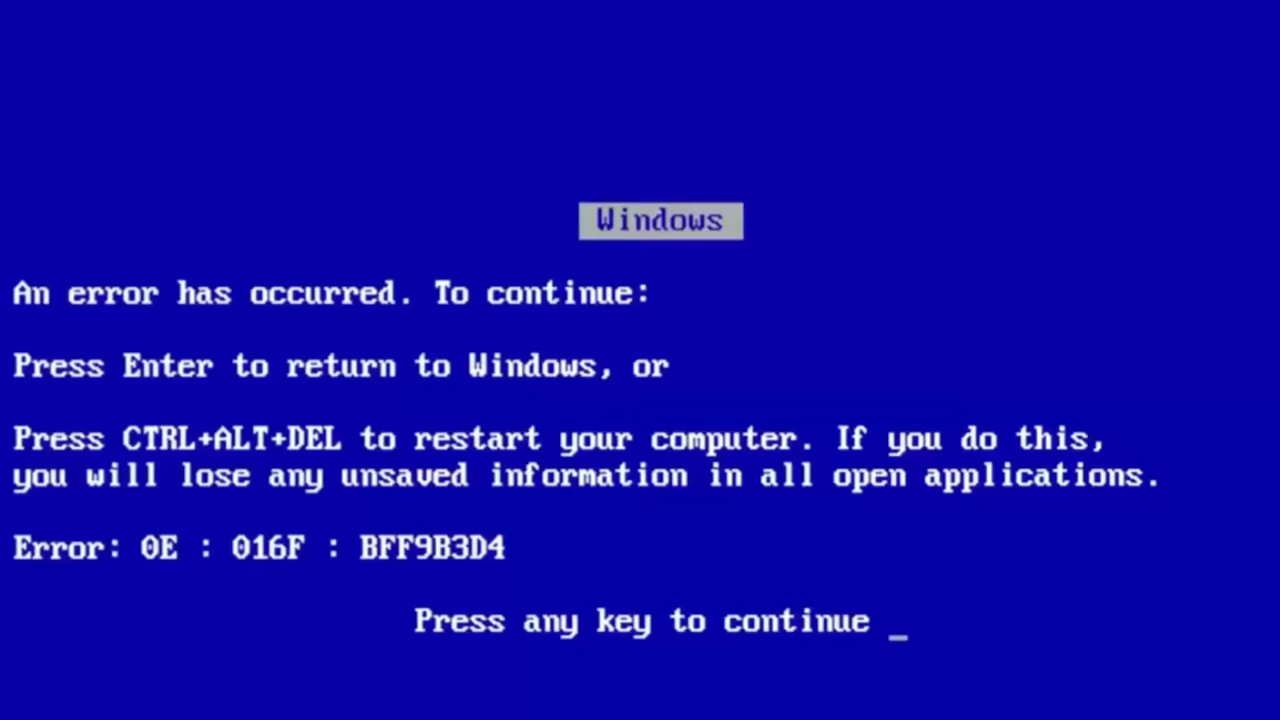 Windows
An error has occurred. To continue:
Press Enter to return to Windows, or
Press CTRL+ALT+DEL to restart your computer. If you do this,
you will lose any unsaved information in all open applications.
Error: 0E : 016F : BFF9B3D4
Press any key to continue _